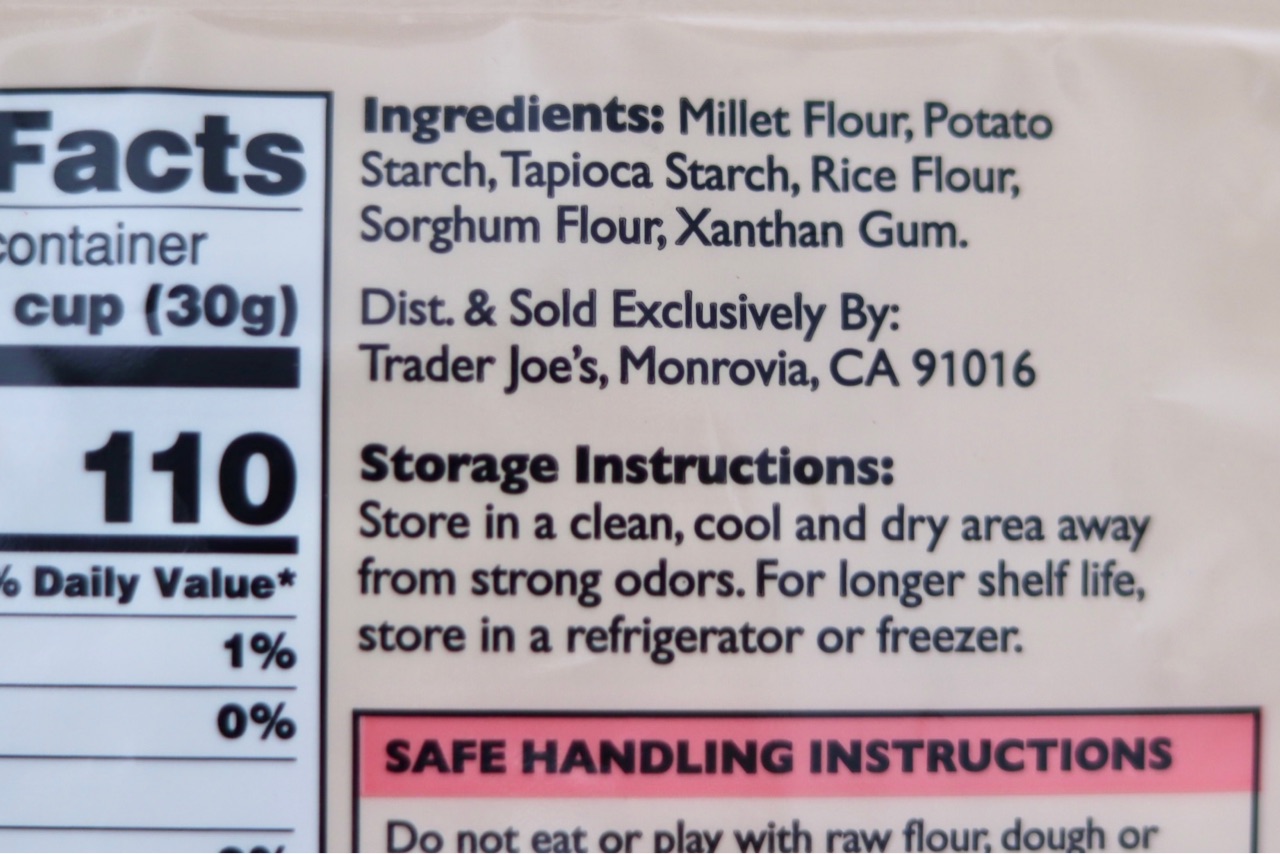 Facts
container
cup (30g)
110
% Daily Value*
1%
0%
Ingredients: Millet Flour, Potato
Starch, Tapioca Starch, Rice Flour,
Sorghum Flour, Xanthan Gum.
Dist. & Sold Exclusively By:
Trader Joe's, Monrovia, CA 91016
Storage Instructions:
Store in a clean, cool and dry area away
from strong odors. For longer shelf life,
store in a refrigerator or freezer.
SAFE HANDLING INSTRUCTIONS
Do not eat or play with raw flour, dough or